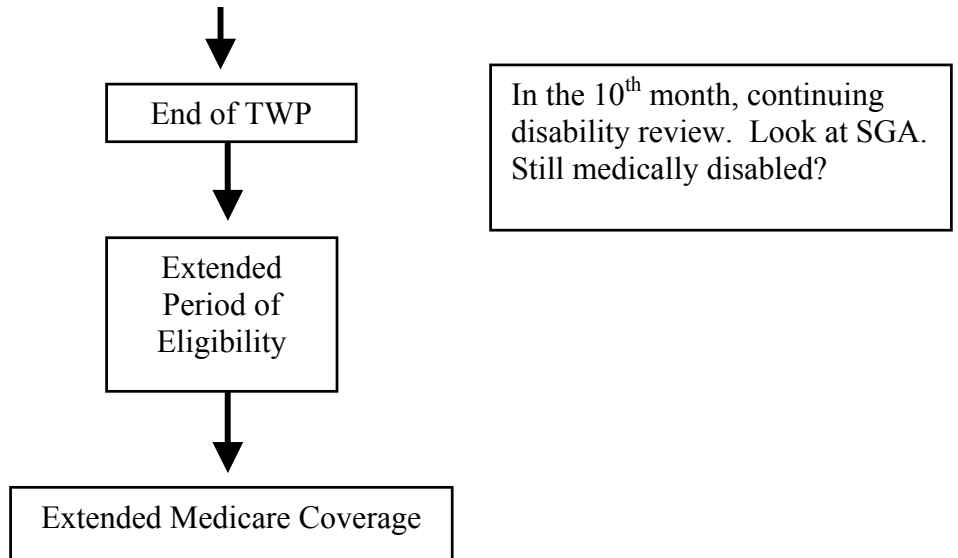 End of TWP
In the 10th month, continuing
disability review. Look at SGA.
Still medically disabled?
Extended
Period of
Eligibility
Extended Medicare Coverage